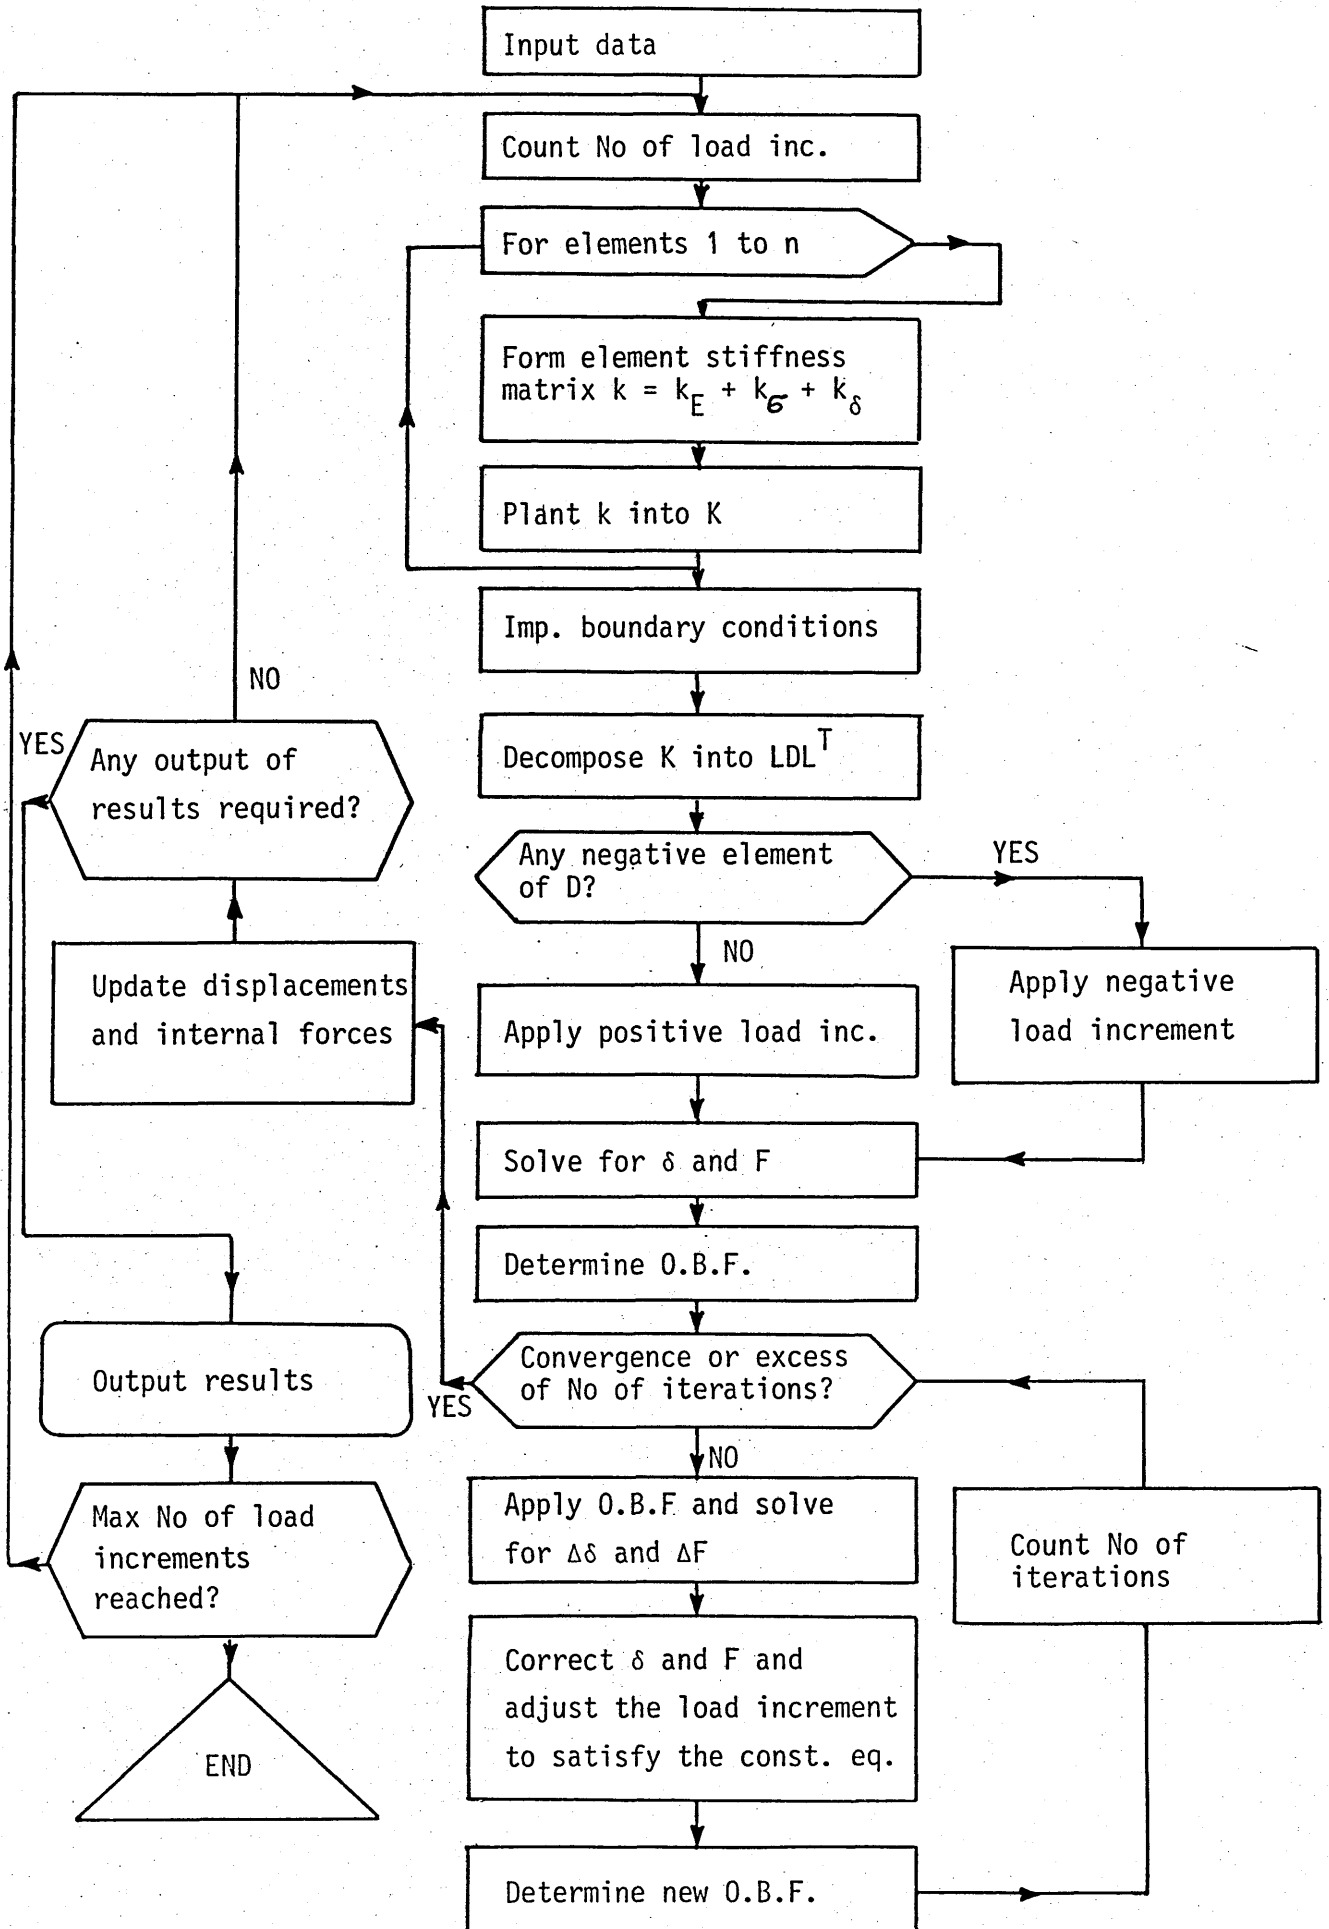 Input data
Count No of load inc.
For elements 1 to n
Form element stiffness
matrix k = k_E + k_σ + k_δ
Plant k into K
Imp. boundary conditions
Decompose K into LDL^T
Any negative element
of D?
YES
NO
Apply negative
load increment
Apply positive load inc.
Solve for δ and F
Determine O.B.F.
Convergence or excess
of No of iterations?
YES
NO
Apply O.B.F and solve
for Δδ and ΔF
Correct δ and F and
adjust the load increment
to satisfy the const. eq.
Determine new O.B.F.
Count No of
iterations
Update displacements
and internal forces
Any output of
results required?
NO
YES
Output results
Max No of load
increments
reached?
END